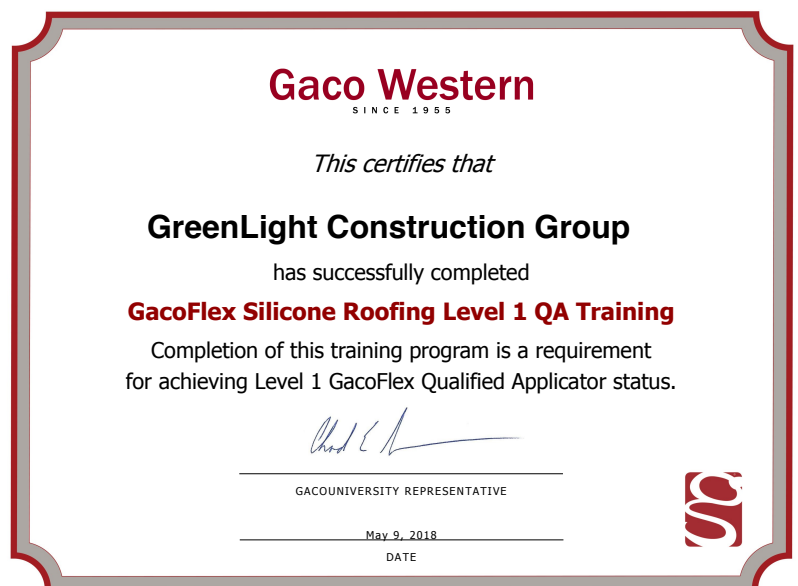 Gaco Western
SINCE 1955
This certifies that
GreenLight Construction Group
has successfully completed
GacoFlex Silicone Roofing Level 1 QA Training
Completion of this training program is a requirement
for achieving Level 1 GacoFlex Qualified Applicator status.
GACOUNIVERSITY REPRESENTATIVE
May 9, 2018
DATE